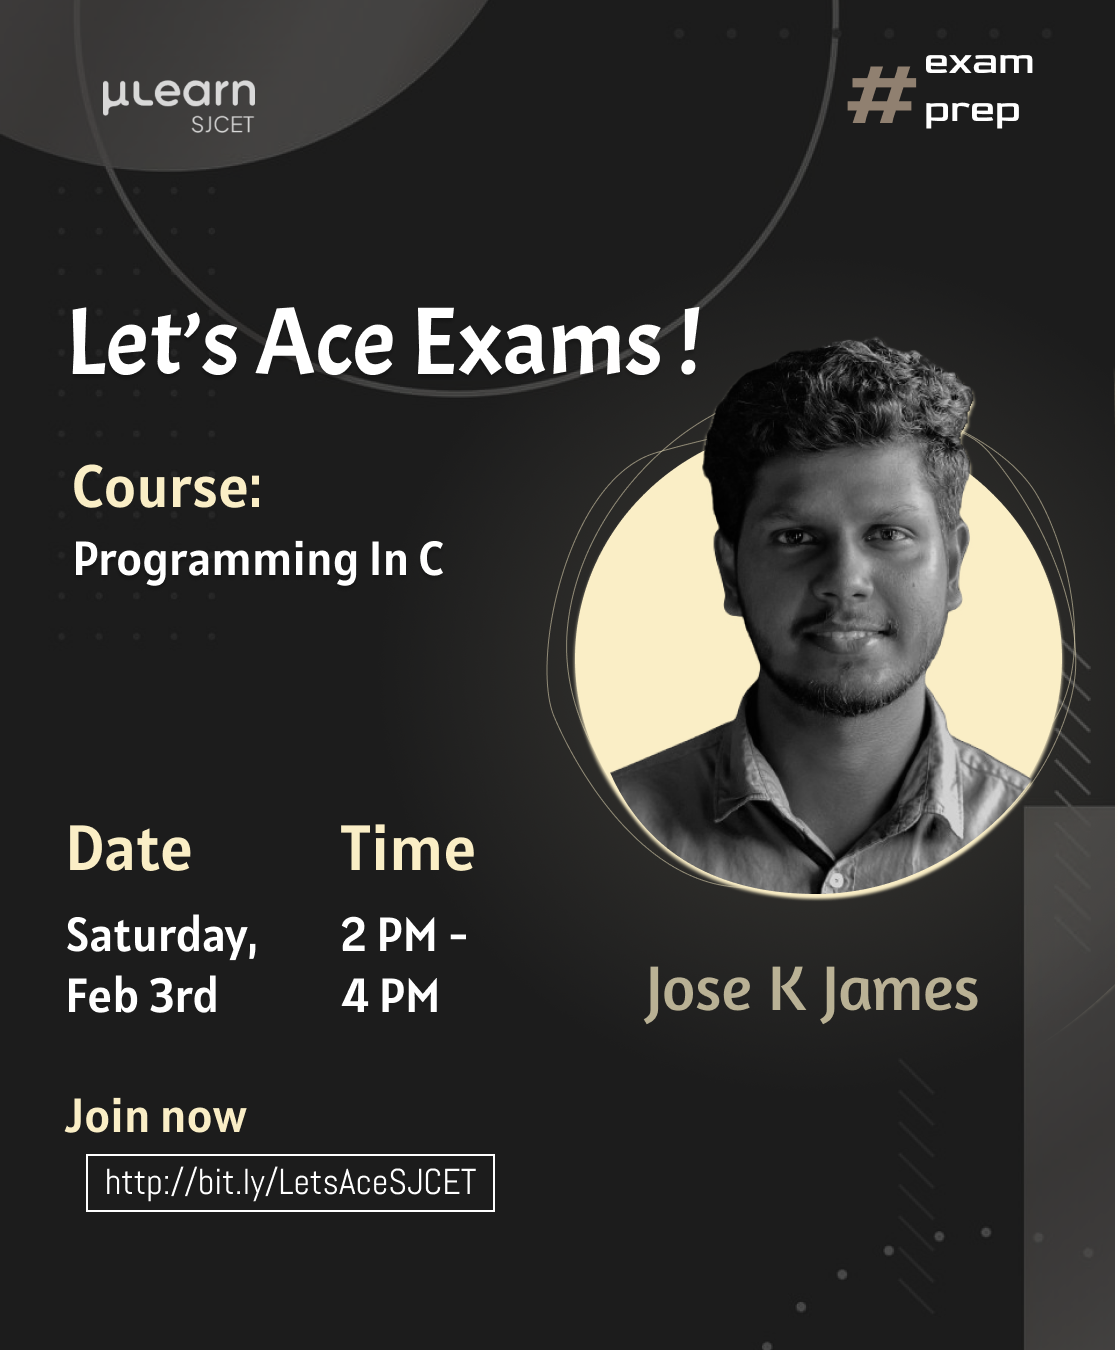 µLearn
SJCET
#exam
prep
Let's Ace Exams !
Course:
Programming In C
Date
Saturday,
Feb 3rd
Time
2 PM -
4 PM
Jose K James
Join now
http://bit.ly/LetsAceSJCET